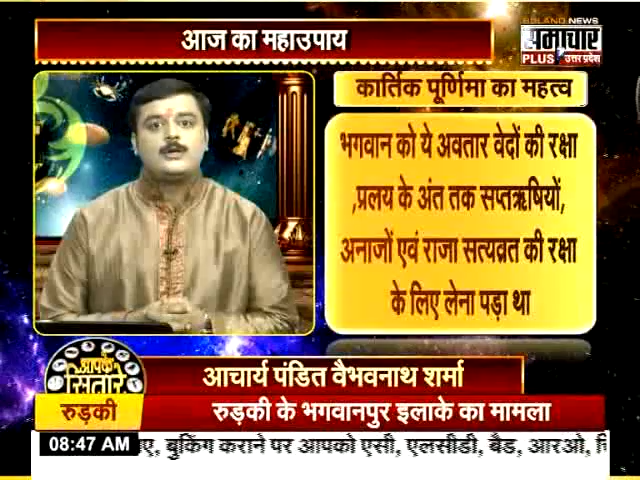 आज का महाउपाय
समाचार
PLUS उत्तर प्रदेश
कार्तिक पूर्णिमा का महत्व
भगवान को ये अवतार वेदों की रक्षा
,प्रलय के अंत तक सप्तऋषियों,
अनाजों एवं राजा सत्यव्रत की रक्षा
के लिए लेना पड़ा था
आपके
सितारे
आचार्य पंडित वैभवनाथ शर्मा
रुड़की
रुड़की के भगवानपुर इलाके का मामला
08:47 AM
बुकिंग कराने पर आपको एसी, एलसीडी, बैड, आरओ,